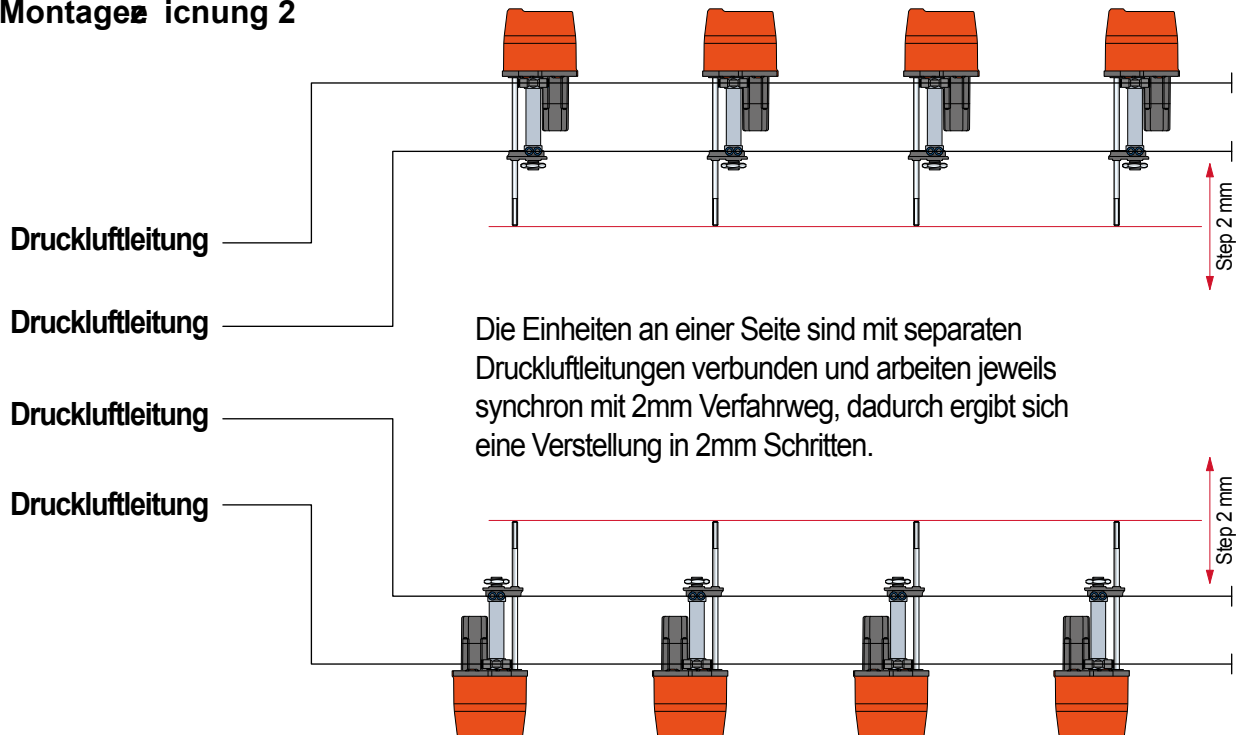 Montageze icnung 2
Druckluftleitung
Druckluftleitung
Step 2 mm
Die Einheiten an einer Seite sind mit separaten
Druckluftleitungen verbunden und arbeiten jeweils
synchron mit 2mm Verfahrweg, dadurch ergibt sich
eine Verstellung in 2mm Schritten.
Druckluftleitung
Druckluftleitung
Step 2 mm